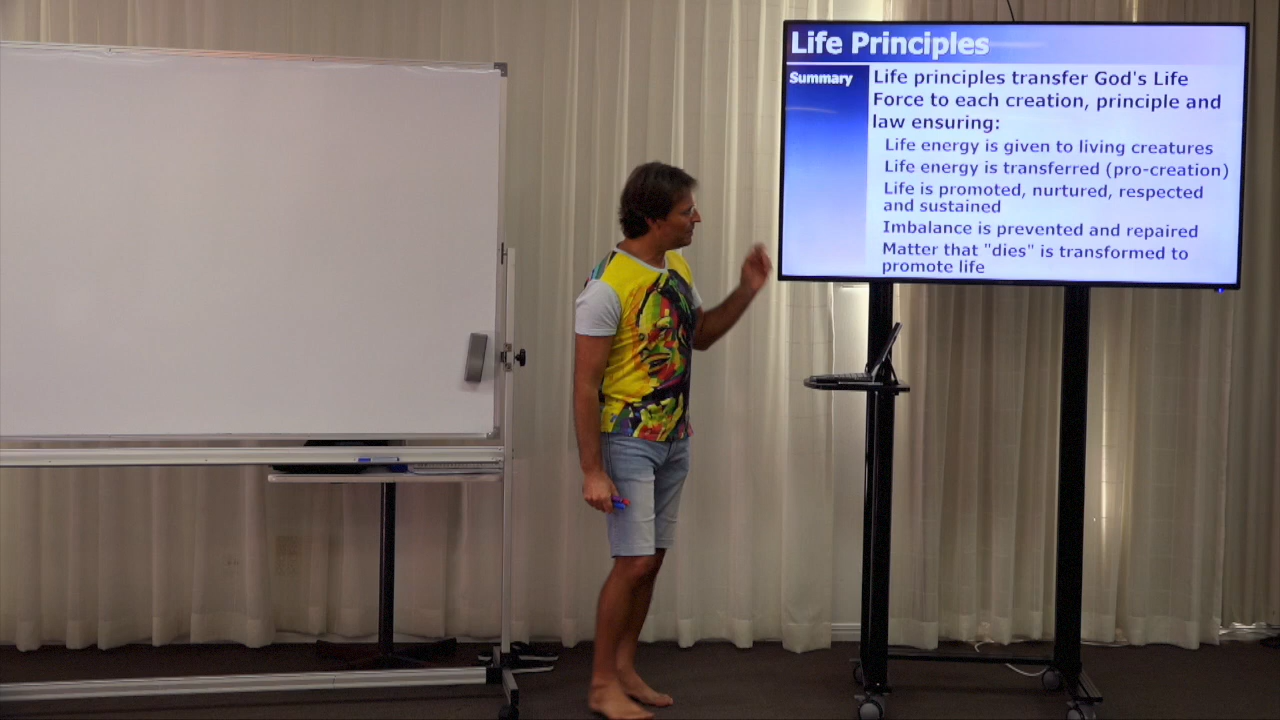 Life Principles
Summary
Life principles transfer God's Life
Force to each creation, principle and
law ensuring:
Life energy is given to living creatures
Life energy is transferred (pro-creation)
Life is promoted, nurtured, respected
and sustained
Imbalance is prevented and repaired
Matter that "dies" is transformed to
promote life